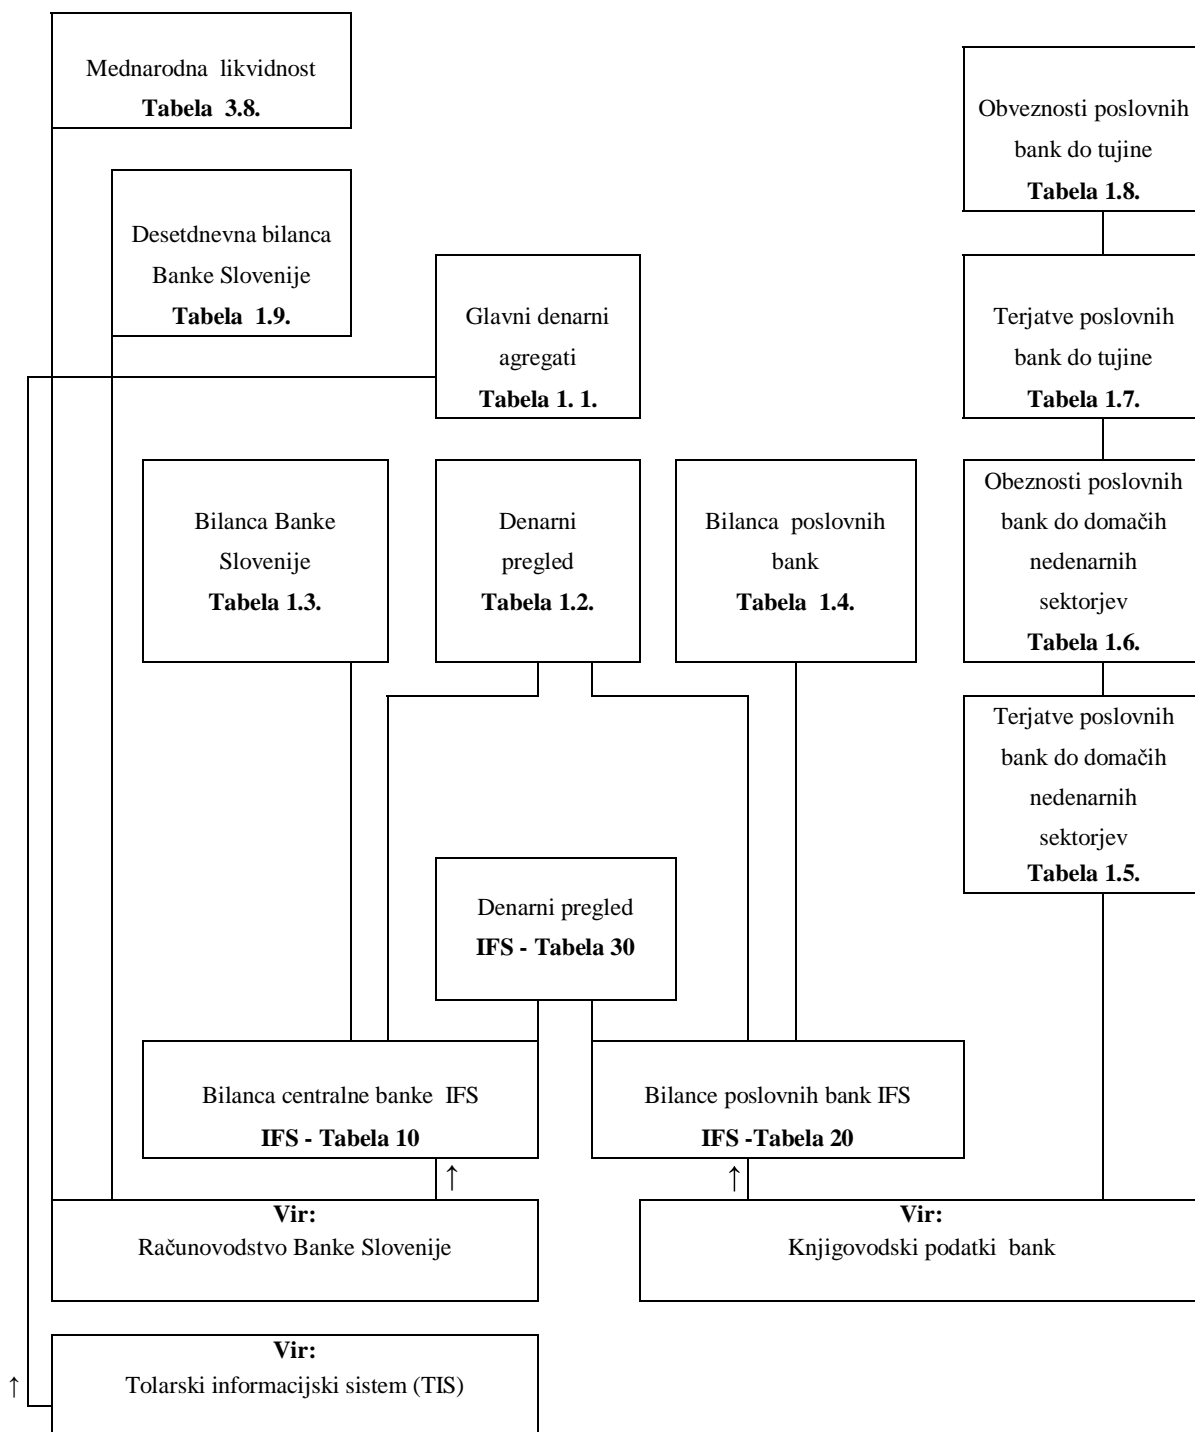 Mednarodna likvidnost
Tabela 3.8.
Obveznosti poslovnih
bank do tujine
Tabela 1.8.
Desetdnevna bilanca
Banke Slovenije
Tabela 1.9.
Glavni denarni
agregati
Tabela 1. 1.
Terjatve poslovnih
bank do tujine
Tabela 1.7.
Bilanca Banke
Slovenije
Tabela 1.3.
Denarni
pregled
Tabela 1.2.
Bilanca poslovnih
bank
Tabela 1.4.
Obeznosti poslovnih
bank do domačih
nedenarnih
sektorjev
Tabela 1.6.
Terjatve poslovnih
bank do domačih
nedenarnih
sektorjev
Tabela 1.5.
Denarni pregled
IFS - Tabela 30
Bilanca centralne banke IFS
IFS - Tabela 10
Bilance poslovnih bank IFS
IFS -Tabela 20
↑
↑
Vir:
Računovodstvo Banke Slovenije
Vir:
Knjigovodski podatki bank
Vir:
↑ Tolarski informacijski sistem (TIS)